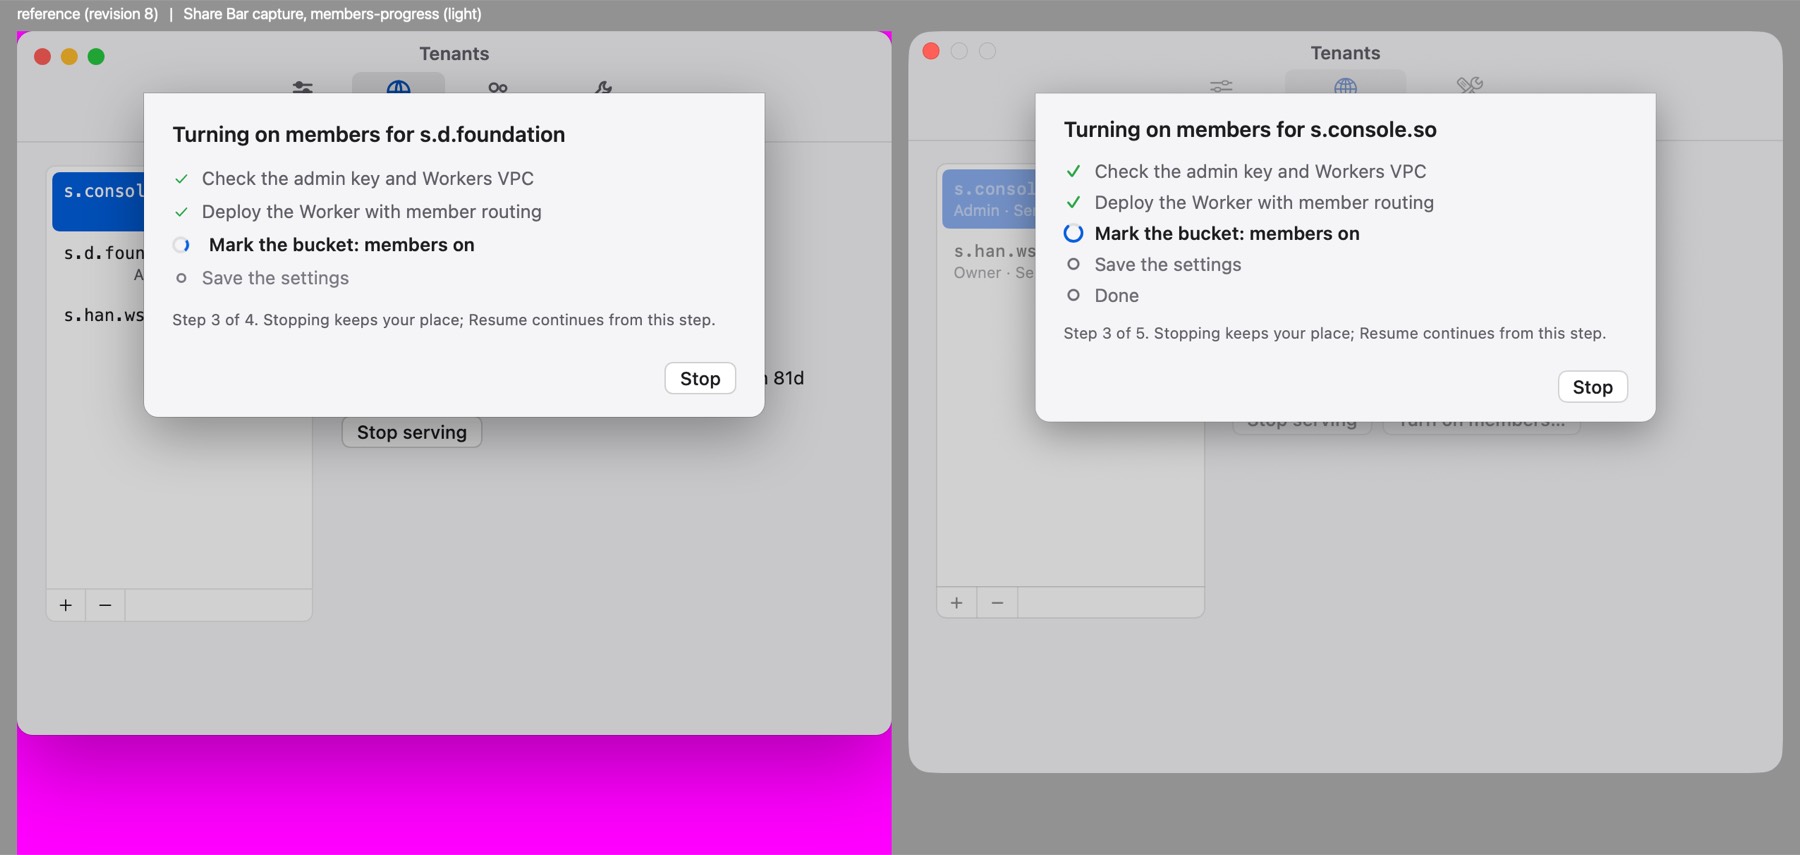 reference (revision 8) | Share Bar capture, members-progress (light)
Tenants
Turning on members for s.d.foundation
Check the admin key and Workers VPC
Deploy the Worker with member routing
Mark the bucket: members on
Save the settings
Step 3 of 4. Stopping keeps your place; Resume continues from this step.
Stop
s.consol
s.d.foun
A
s.han.ws
81d
Stop serving
+ −
Tenants
Turning on members for s.console.so
Check the admin key and Workers VPC
Deploy the Worker with member routing
Mark the bucket: members on
Save the settings
Done
Step 3 of 5. Stopping keeps your place; Resume continues from this step.
Stop
s.consol
Admin · Se
s.han.ws
Owner · Se
Stop serving
Turn on members...
+ −